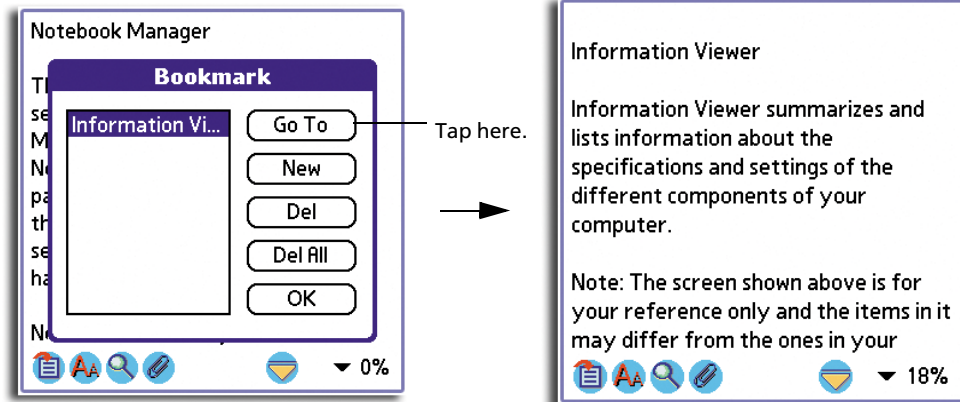 Notebook Manager
Bookmark
Information Vi...
Go To
New
Del
Del All
OK
0%
Tap here.
Information Viewer
Information Viewer summarizes and
lists information about the
specifications and settings of the
different components of your
computer.
Note: The screen shown above is for
your reference only and the items in it
may differ from the ones in your
18%